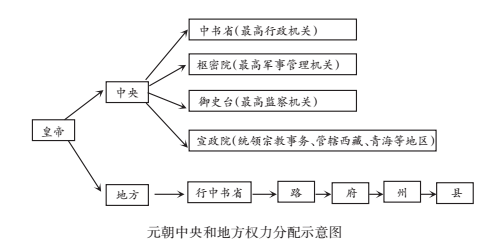 中书省(最高行政机关)
枢密院(最高军事管理机关)
中央
御史台(最高监察机关)
皇帝
宣政院(统领宗教事务、管辖西藏、青海等地区)
地方
行中书省
路
府
州
县
元朝中央和地方权力分配示意图